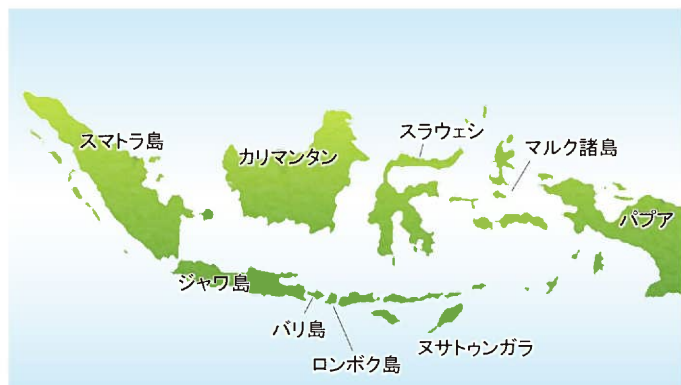 スラウェシ
スマトラ島
マルク諸島
カリマンタン
パプア
ジャワ島
バリ島
ヌサトゥンガラ
ロンボク島